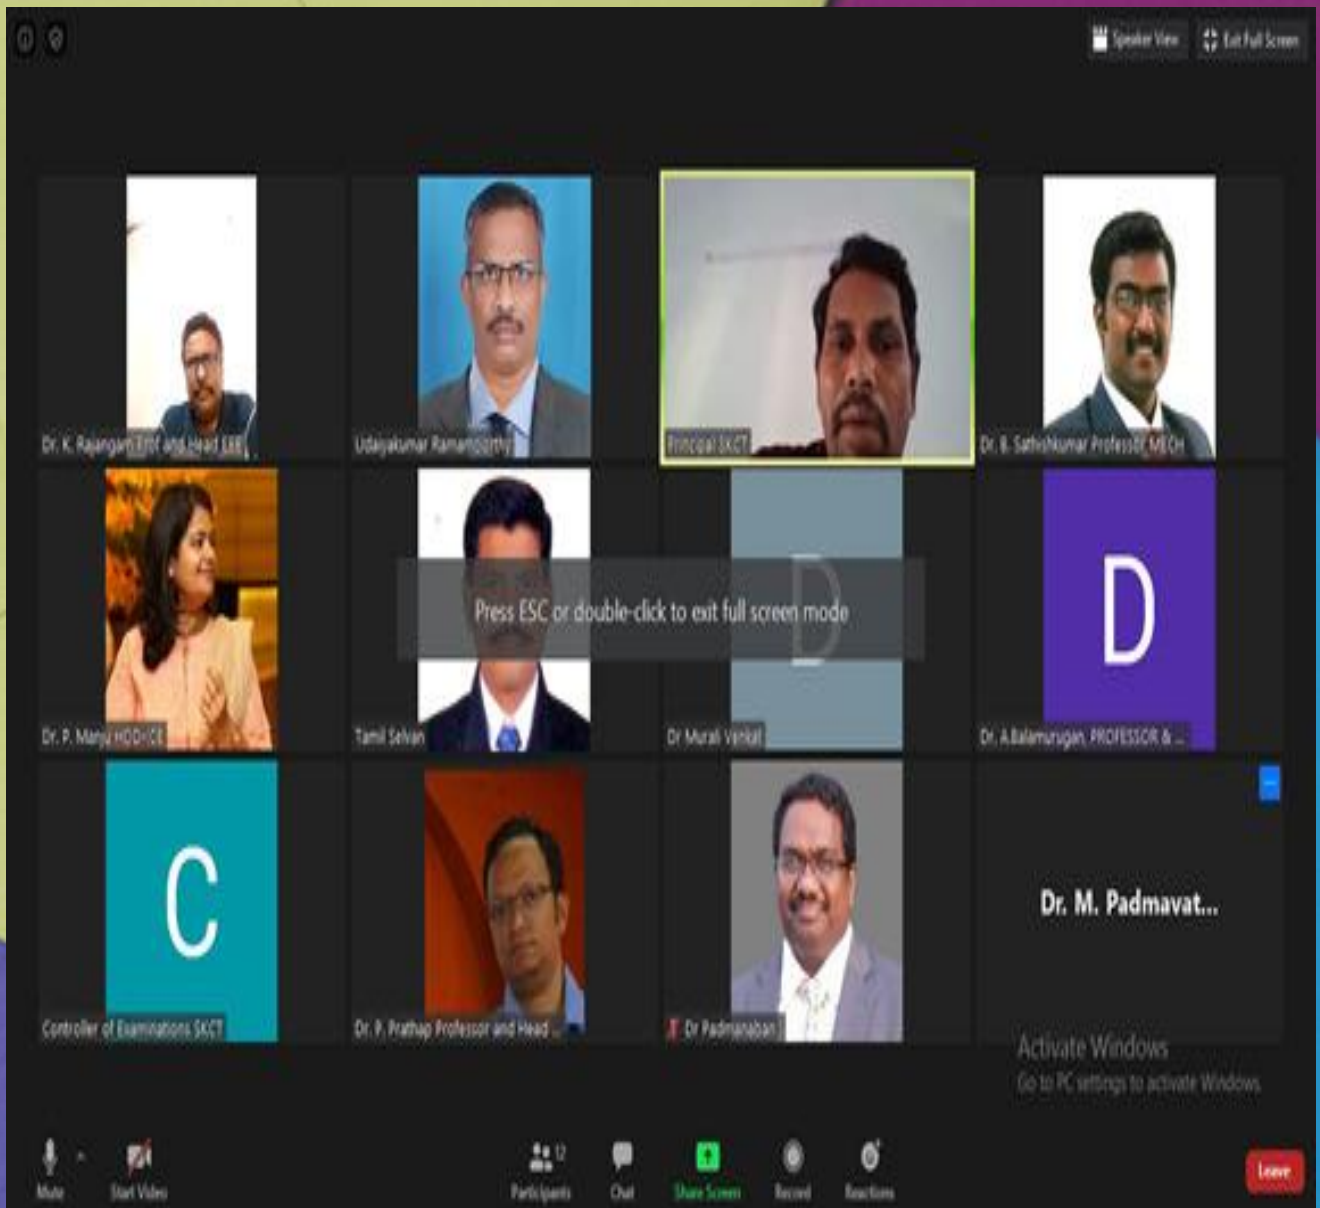 Speaker View
Exit Full Screen
Dr. K. Rajangam Prof and Head EEE
Udaiyakumar Ramamoorthy
Principal SKCT
Dr. B. Sathishkumar Professor, MECH
Press ESC or double-click to exit full screen mode
D
D
Dr. P. Manju HOD
Tamil Selvan
Dr Murali Venkat
Dr. A.Balamurugan, PROFESSOR & ...
C
Dr. M. Padmavat...
Controller of Examinations SKCT
Dr. P. Prathap Professor and Head ...
Dr Padmanaban
Activate Windows
Go to PC settings to activate Windows.
12
Mute
Start Video
Participants
Chat
Share Screen
Record
Reactions
Leave